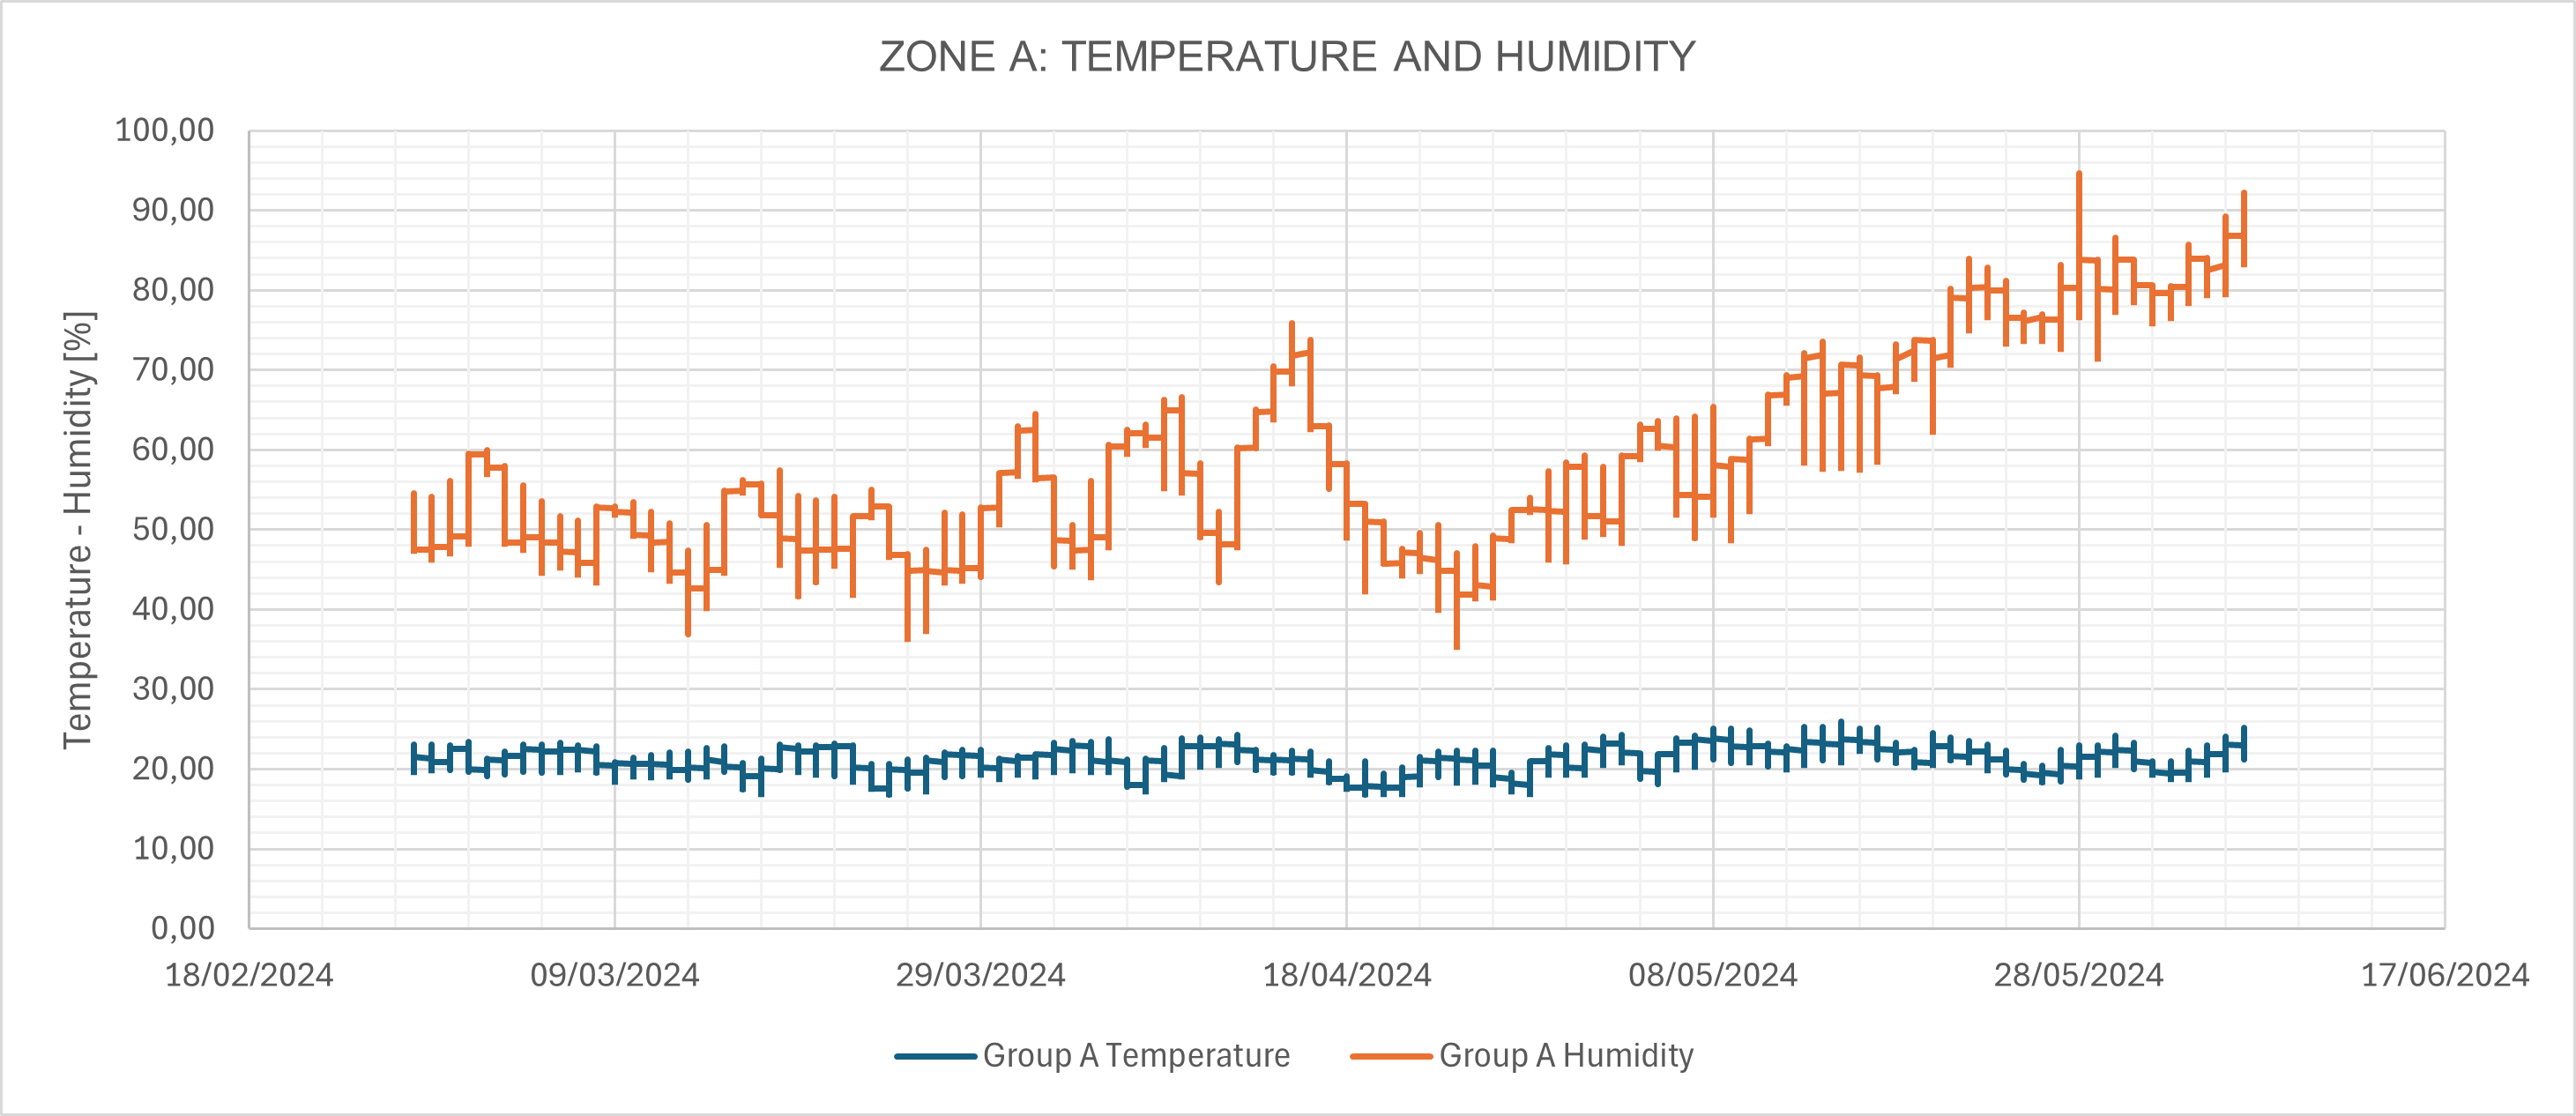 ZONE A: TEMPERATURE AND HUMIDITY
Temperature - Humidity [%]
100,00
90,00
80,00
70,00
60,00
50,00
40,00
30,00
20,00
10,00
0,00
18/02/2024 09/03/2024 29/03/2024 18/04/2024 08/05/2024 28/05/2024 17/06/2024
Group A Temperature Group A Humidity